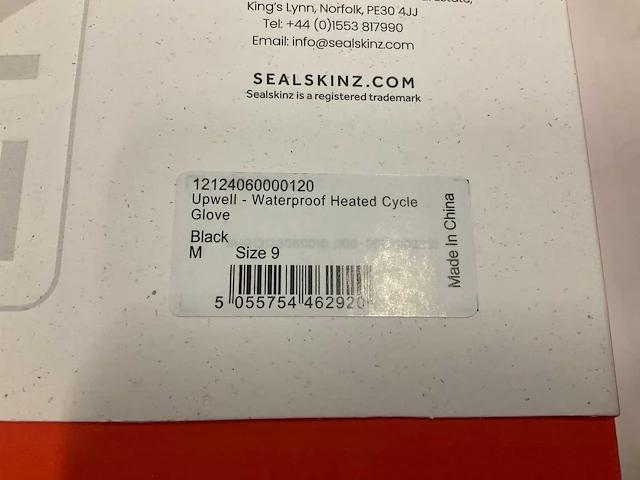 King's Lynn, Norfolk, PE30 4JJ
Tel: +44 (0)1553 817990
Email: info@sealskinz.com
SEALSKINZ.COM
Sealskinz is a registered trademark
12124060000120
Upwell - Waterproof Heated Cycle
Glove
Black
M Size 9
5 055754 462920
Made In China